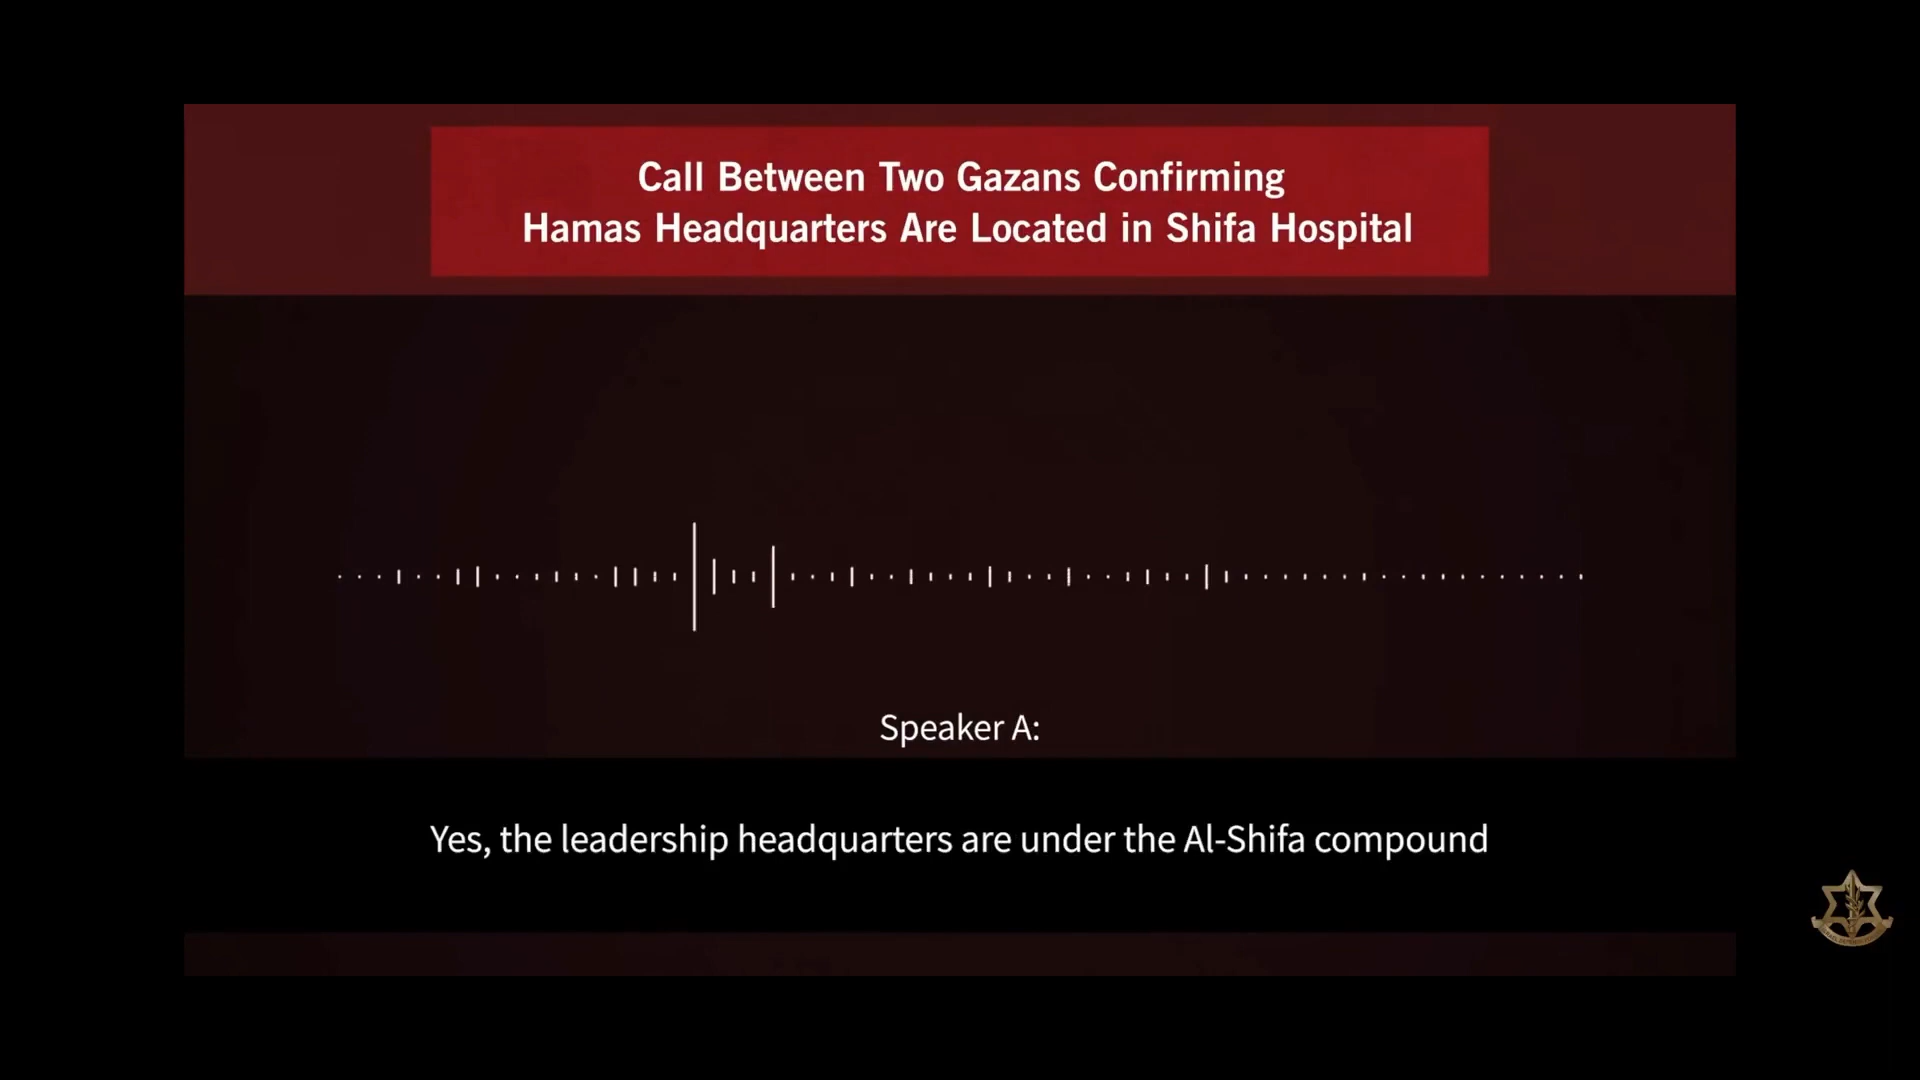 Call Between Two Gazans Confirming
Hamas Headquarters Are Located in Shifa Hospital
Speaker A:
Yes, the leadership headquarters are under the Al-Shifa compound